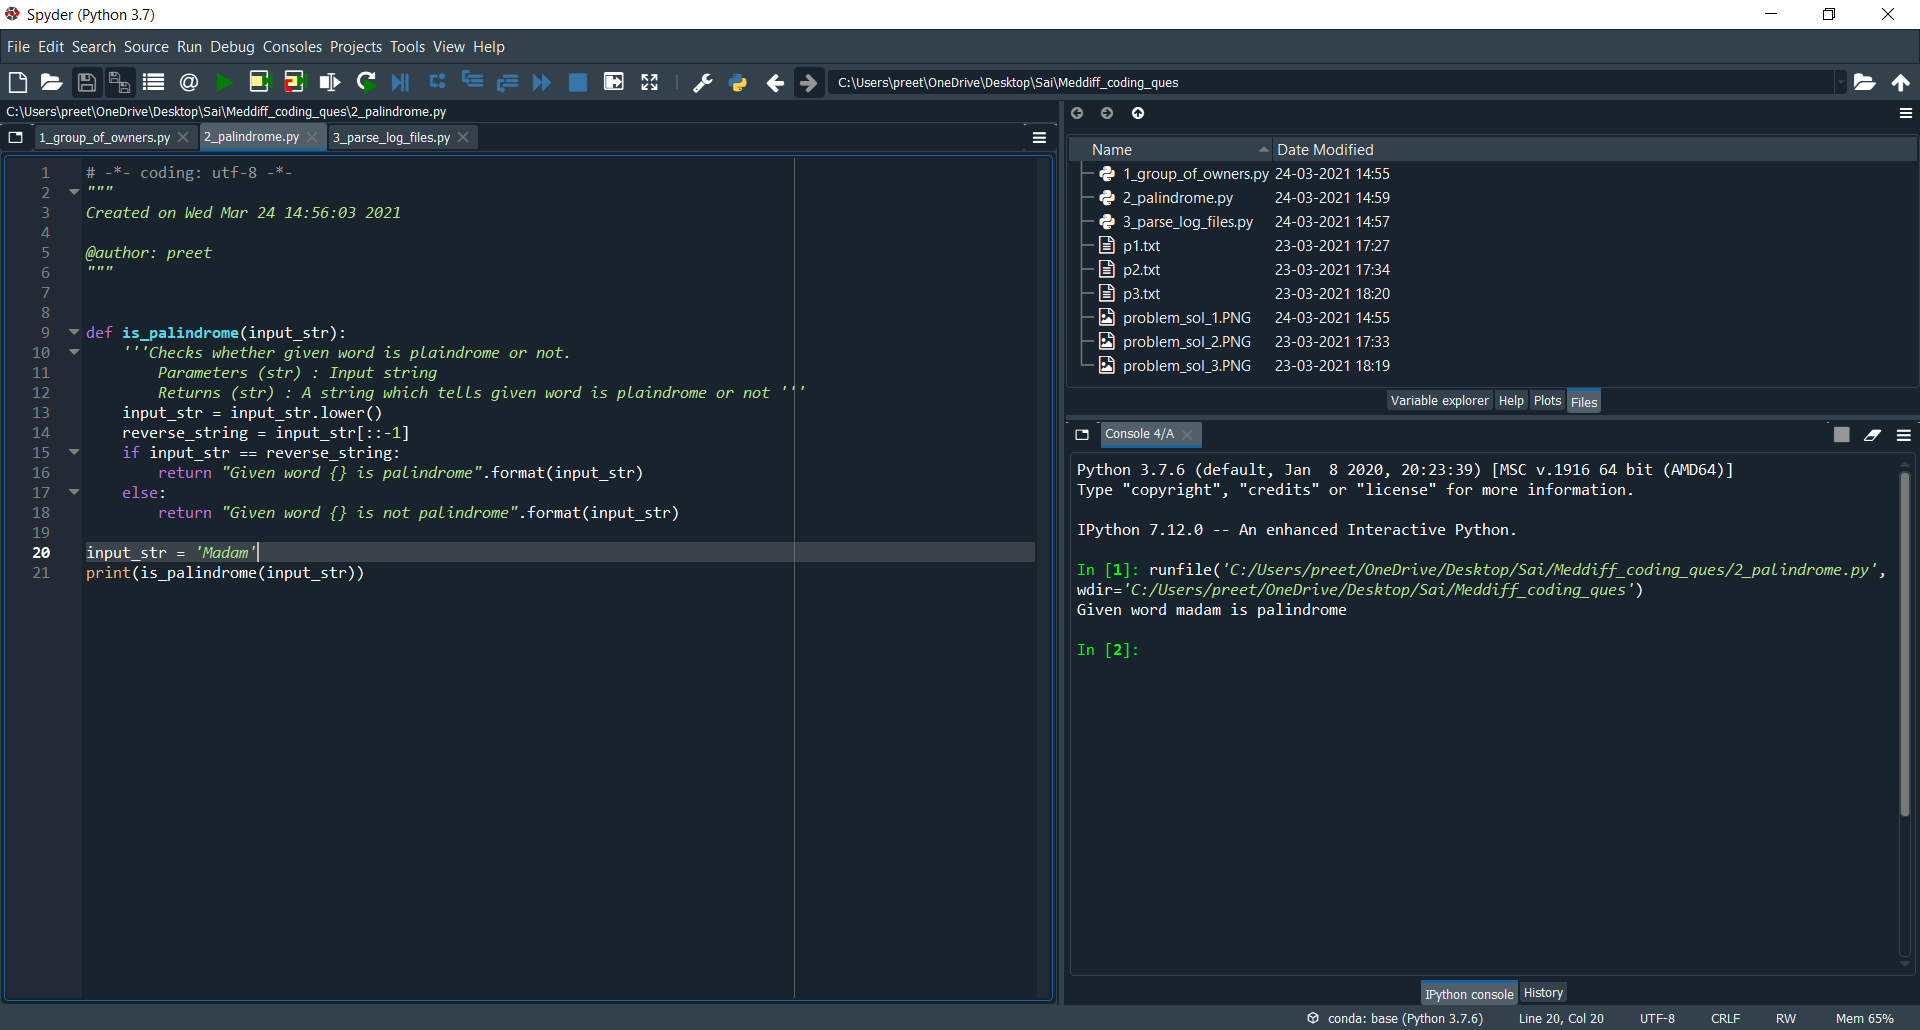 Spyder (Python 3.7)
File Edit Search Source Run Debug Consoles Projects Tools View Help
C:\Users\preet\OneDrive\Desktop\Sai\Meddiff_coding_ques
C:\Users\preet\OneDrive\Desktop\Sai\Meddiff_coding_ques\2_palindrome.py
1_group_of_owners.py 2_palindrome.py 3_parse_log_files.py
1 # -*- coding: utf-8 -*-
2 """
3 Created on Wed Mar 24 14:56:03 2021
4
5 @author: preet
6 """
7
8
9 def is_palindrome(input_str):
10 '''Checks whether given word is plaindrome or not.
11 Parameters (str) : Input string
12 Returns (str) : A string which tells given word is plaindrome or not '''
13 input_str = input_str.lower()
14 reverse_string = input_str[::-1]
15 if input_str == reverse_string:
16 return "Given word {} is palindrome".format(input_str)
17 else:
18 return "Given word {} is not palindrome".format(input_str)
19
20 input_str = 'Madam'
21 print(is_palindrome(input_str))
Name Date Modified
1_group_of_owners.py 24-03-2021 14:55
2_palindrome.py 24-03-2021 14:59
3_parse_log_files.py 24-03-2021 14:57
p1.txt 23-03-2021 17:27
p2.txt 23-03-2021 17:34
p3.txt 23-03-2021 18:20
problem_sol_1.PNG 24-03-2021 14:55
problem_sol_2.PNG 23-03-2021 17:33
problem_sol_3.PNG 23-03-2021 18:19
Variable explorer Help Plots Files
Console 4/A
Python 3.7.6 (default, Jan  8 2020, 20:23:39) [MSC v.1916 64 bit (AMD64)]
Type "copyright", "credits" or "license" for more information.
IPython 7.12.0 -- An enhanced Interactive Python.
In [1]: runfile('C:/Users/preet/OneDrive/Desktop/Sai/Meddiff_coding_ques/2_palindrome.py',
wdir='C:/Users/preet/OneDrive/Desktop/Sai/Meddiff_coding_ques')
Given word madam is palindrome
In [2]:
IPython console History
conda: base (Python 3.7.6) Line 20, Col 20 UTF-8 CRLF RW Mem 65%